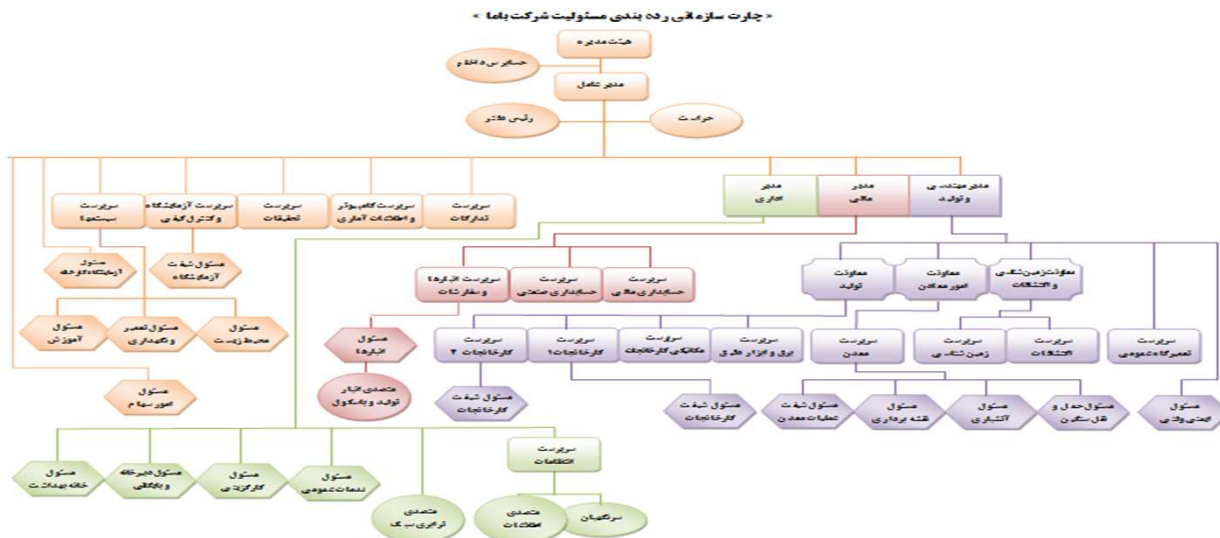 « چارت سازمانی رده بندی مسئولیت شرکت باما »
هیئت مدیره
حسابرس داخلی
مدیر عامل
رئیس دفتر
حراست
مدیر مهندسی
و تولید
مدیر
مالی
مدیر
اداری
سرپرست
تدارکات
سرپرست کامپیوتر
و اطلاعات آماری
سرپرست
تحقیقات
سرپرست آزمایشگاه
و کنترل کیفی
سرپرست
سیستمها
مسئول شیفت
آزمایشگاه
مسئول
آزمایشگاه کارخانه
مسئول
محیط زیست
مسئول تعمیر
و نگهداری
مسئول
آموزش
مسئول
امور سهام
معاونت زمین شناسی
و اکتشافات
معاونت
امور معادن
معاونت
تولید
سرپرست
حسابداری مالی
سرپرست
حسابداری صنعتی
سرپرست انبارها
و سفارشات
سرپرست
تعمیرگاه عمومی
سرپرست
اکتشافات
سرپرست
زمین شناسی
سرپرست
معدن
سرپرست
برق و ابزار دقیق
سرپرست
مکانیکی کارخانجات
سرپرست
کارخانجات ۱
سرپرست
کارخانجات ۲
مسئول
انبارها
متصدی انبار
تولید و باسکول
مسئول
ایمنی وفنی
مسئول حمل و
نقل سنگین
مسئول
آتشباری
مسئول
نقشه برداری
مسئول شیفت
عملیات معدن
مسئول شیفت
کارخانجات
مسئول شیفت
کارخانجات
سرپرست
انتظامات
مسئول
خدمات عمومی
مسئول
کارگزینی
مسئول دبیرخانه
و بایگانی
مسئول
خانه بهداشت
سرنگهبان
متصدی
اطلاعات
متصدی
ترابری سبک